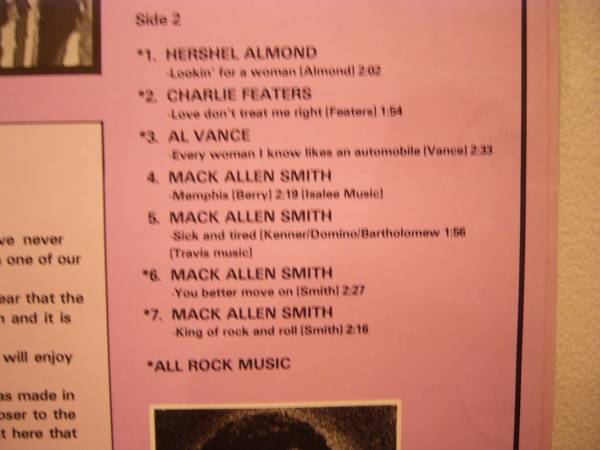 Side 2
*1. HERSHEL ALMOND
-Lookin' for a woman [Almond] 2:02
*2. CHARLIE FEATERS
-Love don't treat me right [Featers] 1:54
*3. AL VANCE
-Every woman I know likes an automobile [Vance] 2:33
4. MACK ALLEN SMITH
-Memphis [Berry] 2:19 [Isalee Music]
5. MACK ALLEN SMITH
-Sick and tired [Kenner/Domino/Bartholomew 1:56
[Travis music]
*6. MACK ALLEN SMITH
-You better move on [Smith] 2:27
*7. MACK ALLEN SMITH
-King of rock and roll [Smith] 2:16
*ALL ROCK MUSIC
never
one of our
that the
and it is
will enjoy
made in
to the
here that